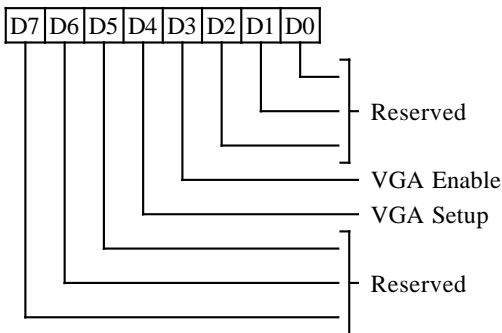 D7 D6 D5 D4 D3 D2 D1 D0
Reserved
VGA Enable
VGA Setup
Reserved